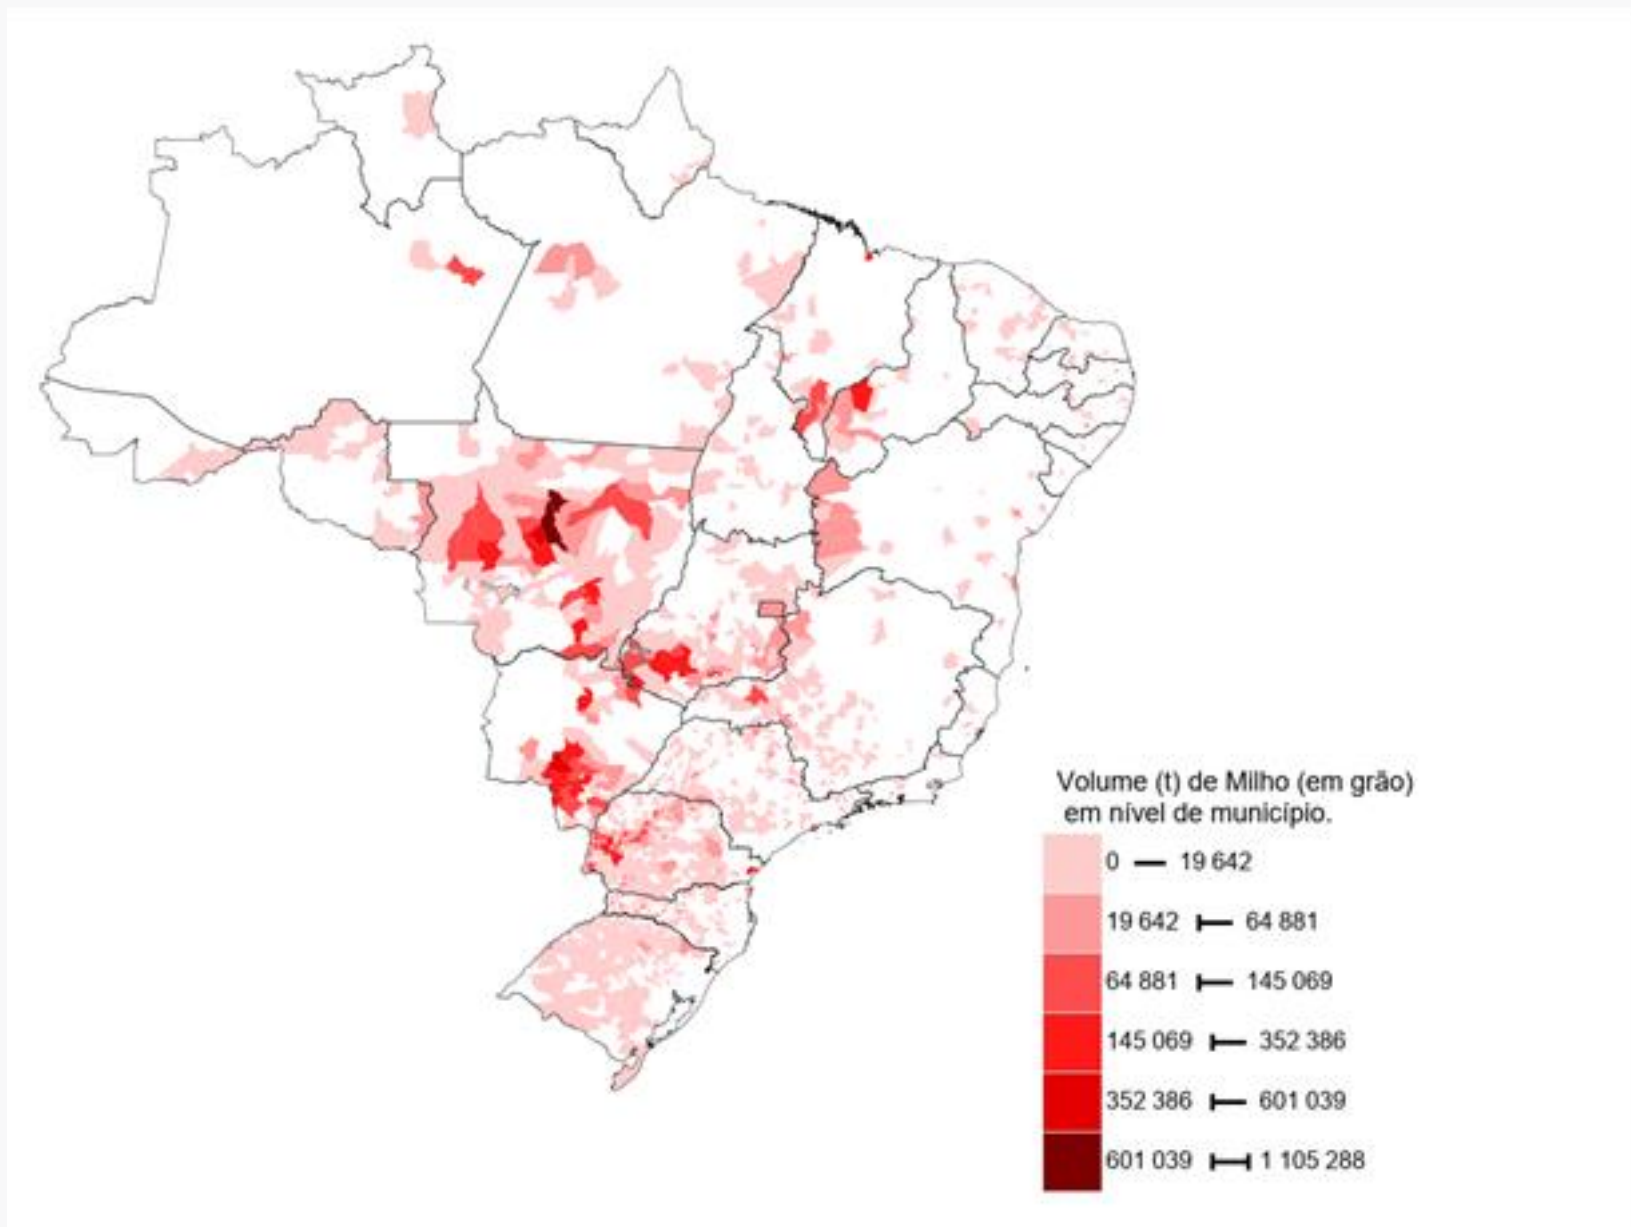 Volume (t) de Milho (em grão)
em nível de município.
0 — 19 642
19 642 ⊢ 64 881
64 881 ⊢ 145 069
145 069 ⊢ 352 386
352 386 ⊢ 601 039
601 039 ⊢⊣ 1 105 288